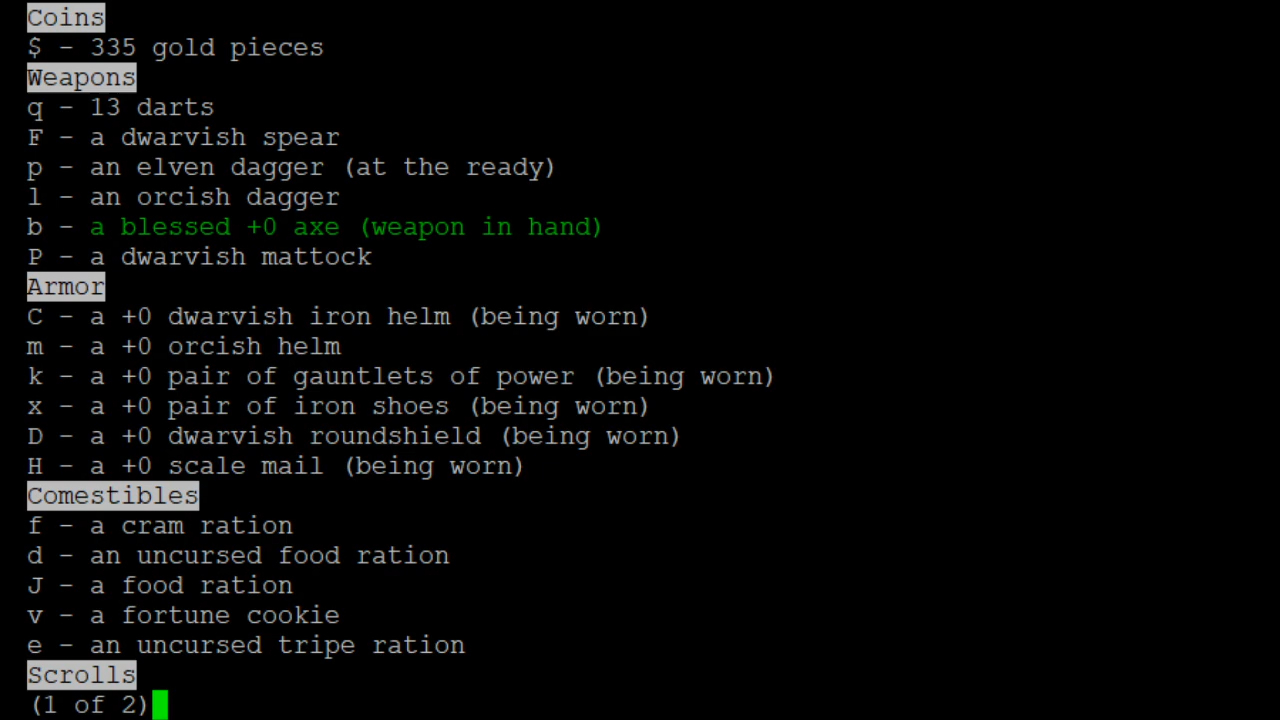 Coins
$ - 335 gold pieces
Weapons
q - 13 darts
F - a dwarvish spear
p - an elven dagger (at the ready)
l - an orcish dagger
b - a blessed +0 axe (weapon in hand)
P - a dwarvish mattock
Armor
C - a +0 dwarvish iron helm (being worn)
m - a +0 orcish helm
k - a +0 pair of gauntlets of power (being worn)
x - a +0 pair of iron shoes (being worn)
D - a +0 dwarvish roundshield (being worn)
H - a +0 scale mail (being worn)
Comestibles
f - a cram ration
d - an uncursed food ration
J - a food ration
v - a fortune cookie
e - an uncursed tripe ration
Scrolls
(1 of 2)